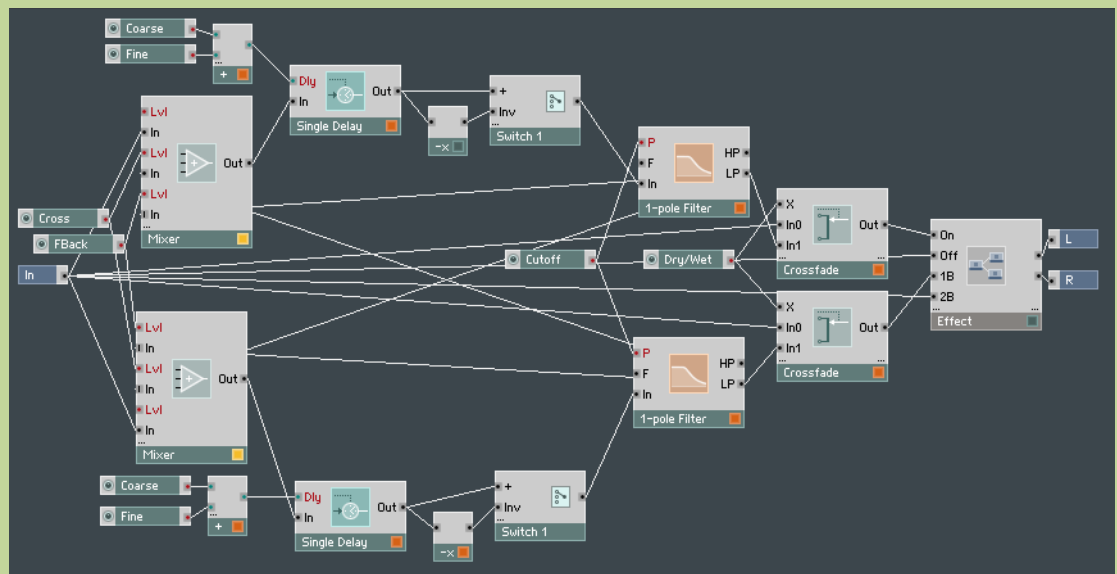 Coarse
Fine
+
Dly
In
Out
Single Delay
-x
+
Inv
...
Switch 1
Lvl
In
Lvl
In
Lvl
In
...
Out
Mixer
P
F
In
HP
LP
1-pole Filter
Cross
FBack
In
Cutoff
Dry/Wet
X
In0
In1
...
Out
...
Crossfade
On
Off
1B
2B
...
...
Effect
L
R
Lvl
In
Lvl
In
Lvl
In
...
Out
Mixer
P
F
In
HP
LP
1-pole Filter
X
In0
In1
...
Out
...
Crossfade
Coarse
Fine
...
+
Dly
In
Out
Single Delay
-x
+
Inv
...
Switch 1